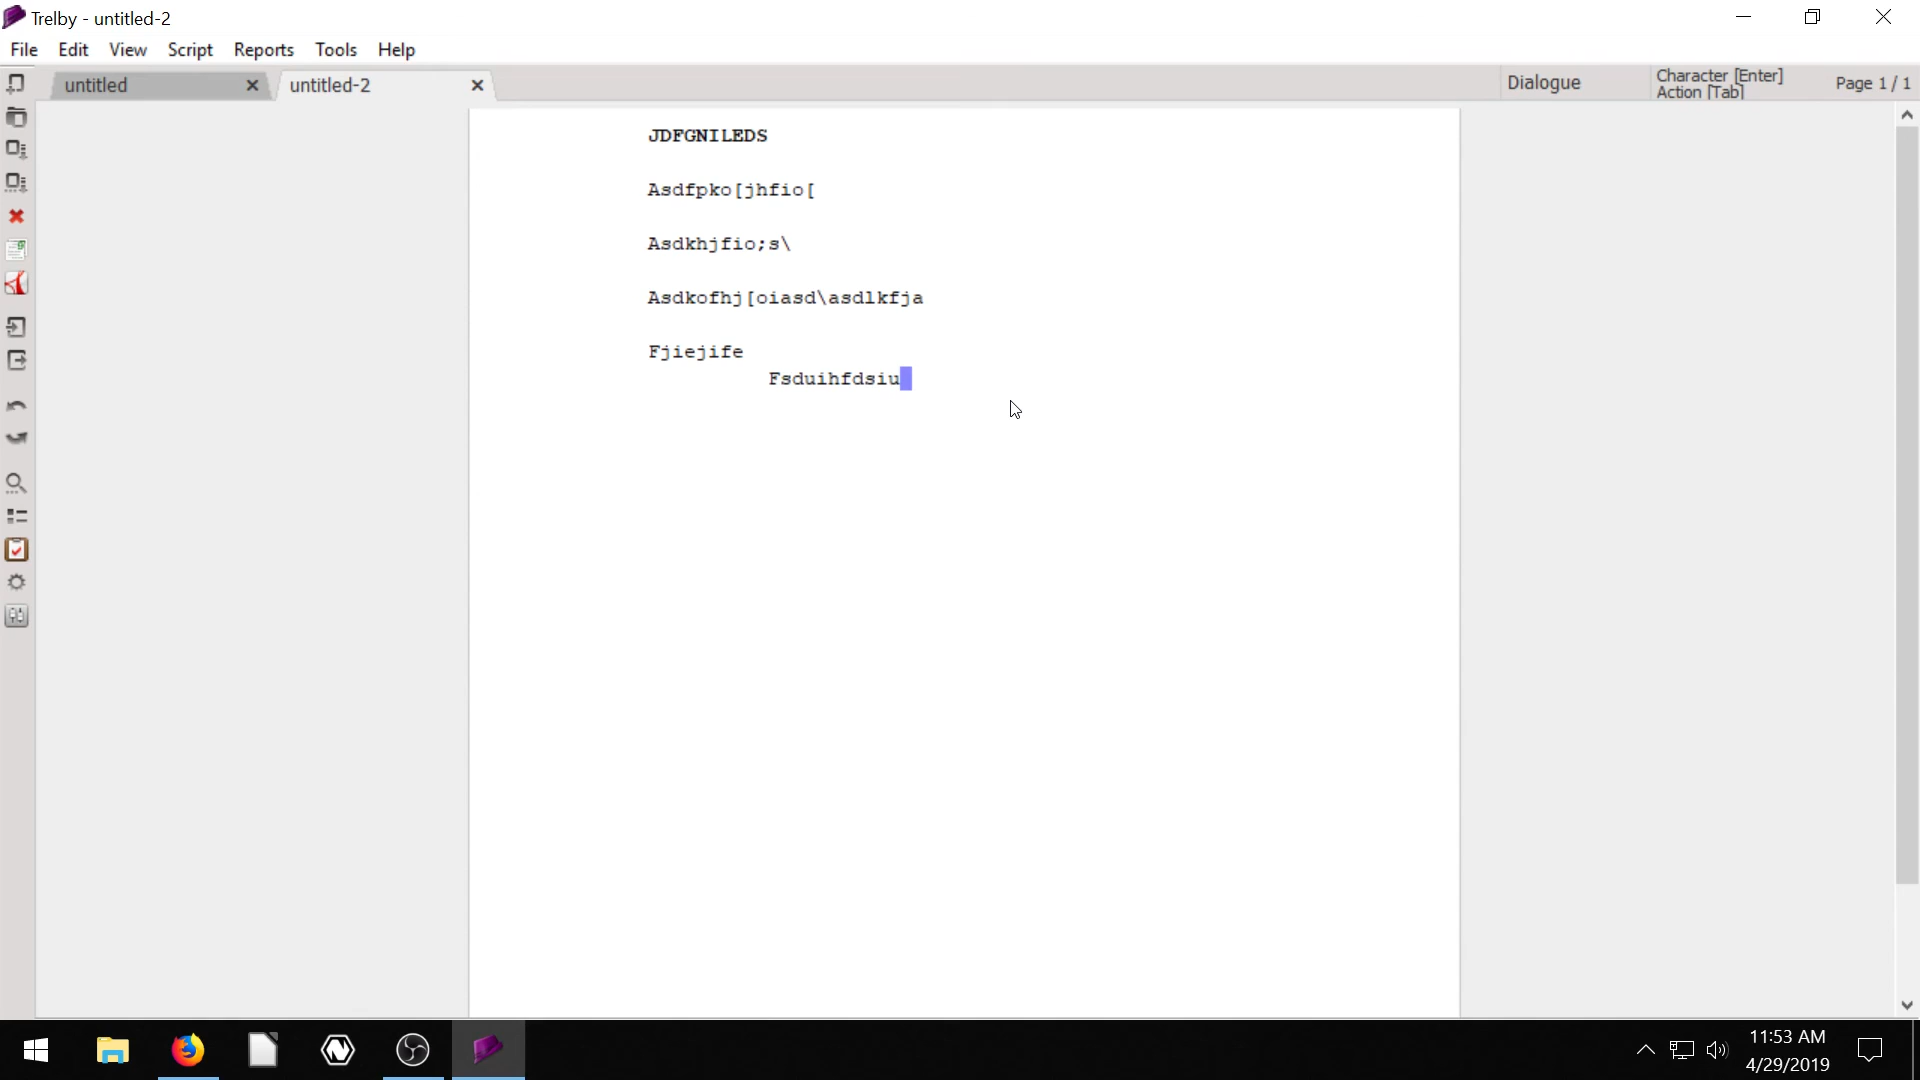 Trelby - untitled-2
File Edit View Script Reports Tools Help
untitled untitled-2 Dialogue Character [Enter] Page 1 / 1
Action [Tab]
JDFGNILEDS
Asdfpko[jhfio[
Asdkhjfio;s\
Asdkofhj[oiasd\asdlkfja
Fjiejife
Fsduihfdsiu
11:53 AM
4/29/2019